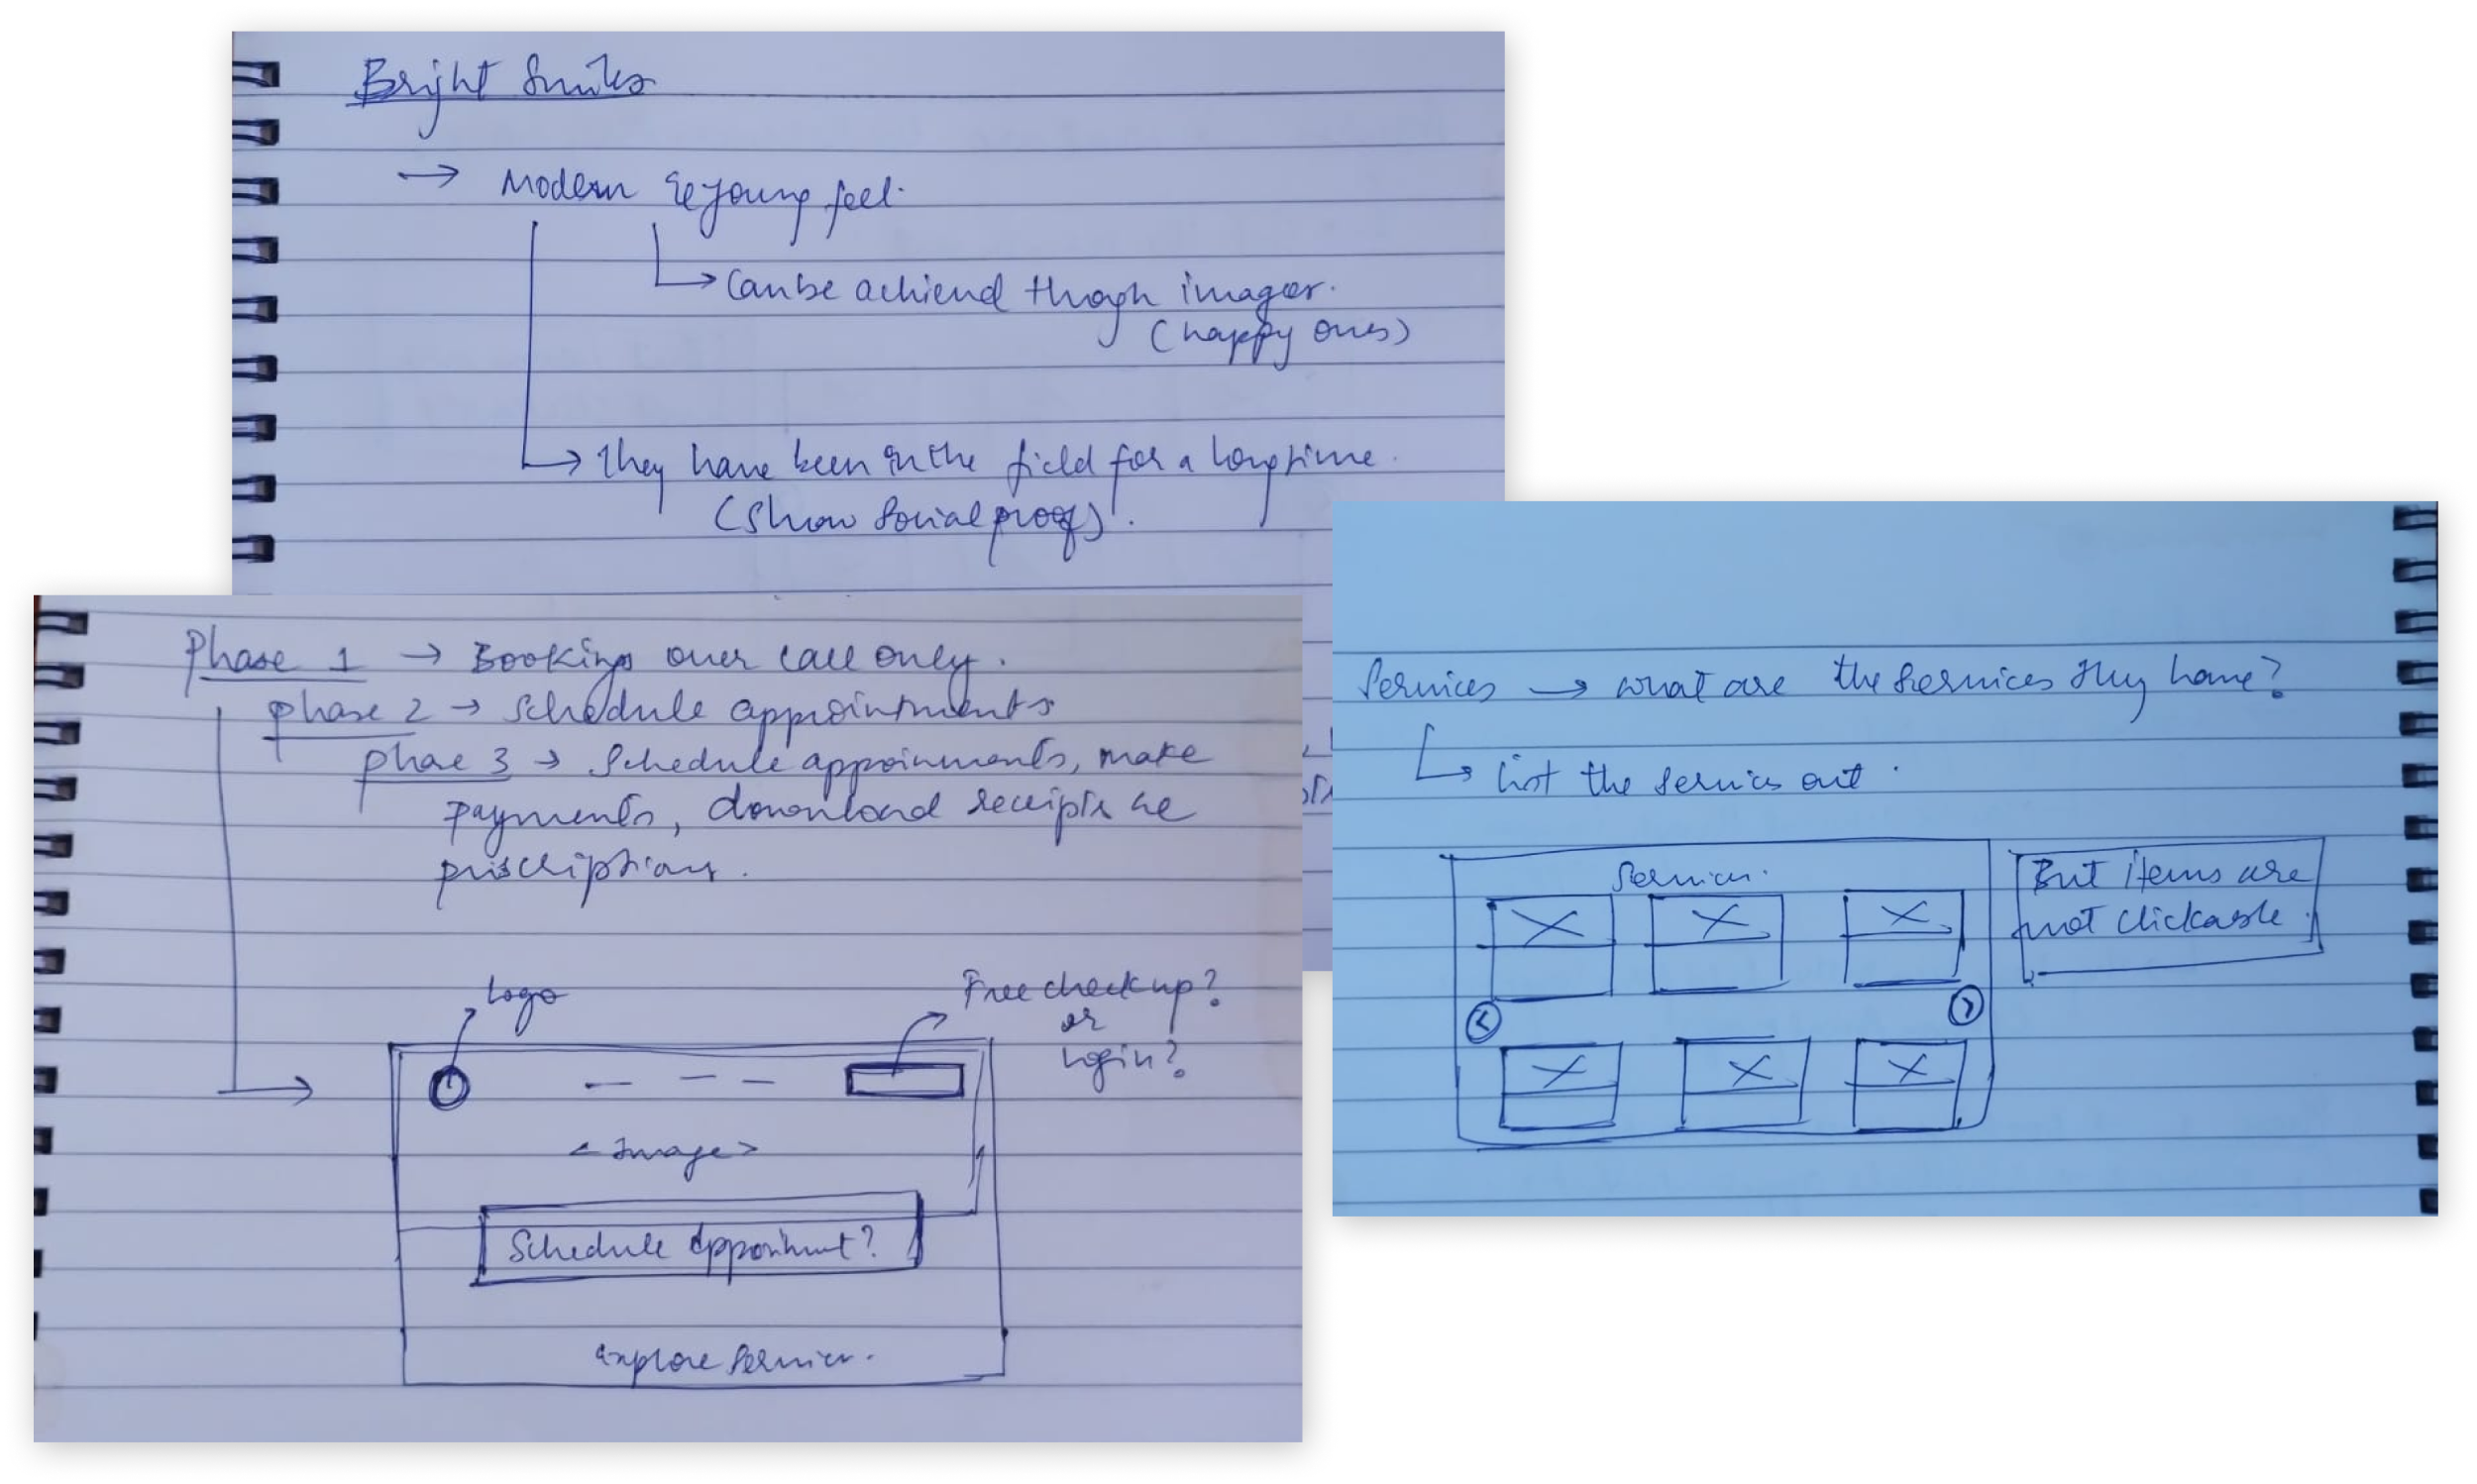 Bright Smiles
→ Modern & young feel.
→ Can be achieved through images.
(happy ones)
→ They have been in the field for a long time.
(Show Social proof).
Phase 1 → Bookings over call only.
phase 2 → Schedule appointments
phase 3 → Schedule appoinments, make
payments, download receipts &
priscriptions.
Logo
Free checkup?
or
login?
<Image>
Schedule Appointment?
Explore Services.
Services → what are the services they have?
→ List the services out.
Services.
But items are
not clickable.